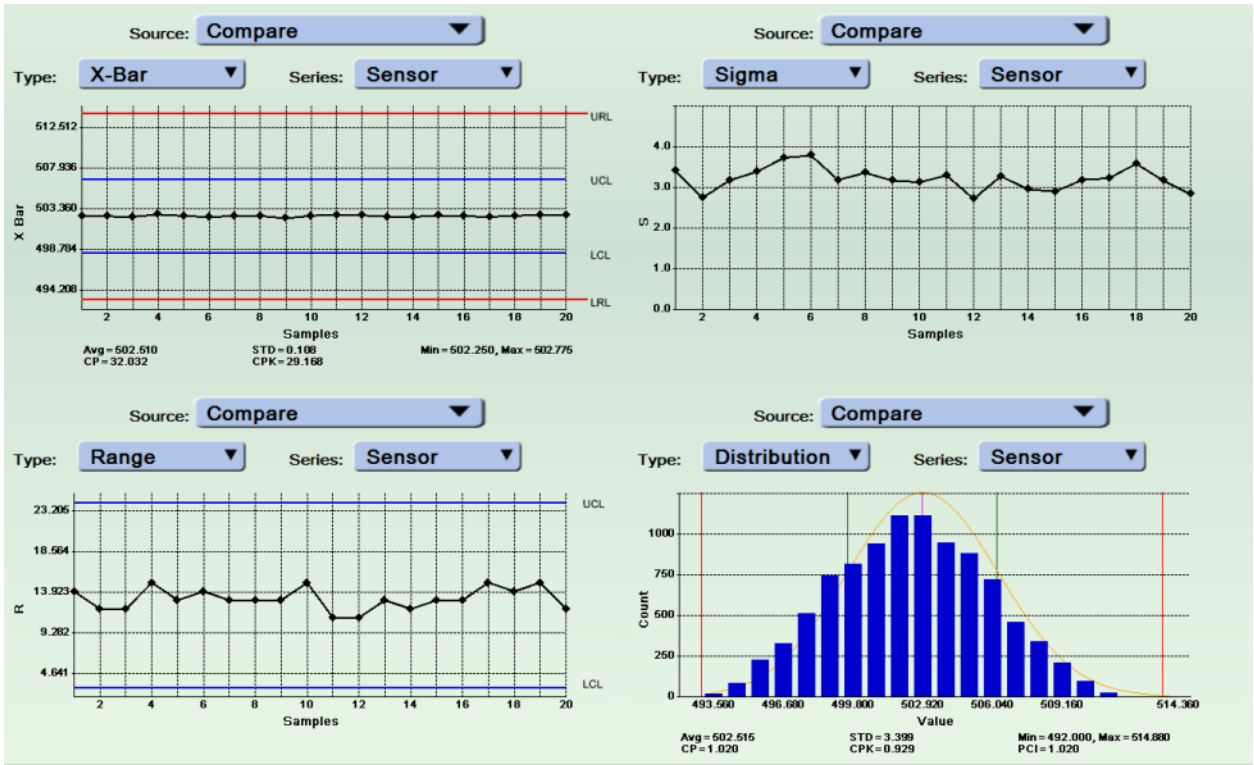 Source: Compare
Type: X-Bar Series: Sensor
512.512
507.936
503.360
498.784
494.208
X Bar
URL
UCL
LCL
LRL
2 4 6 8 10 12 14 16 18 20
Samples
Avg=502.510 STD=0.108 Min=502.250, Max=502.775
CP=32.032 CPK=29.168
Source: Compare
Type: Sigma Series: Sensor
4.0
3.0
2.0
1.0
0.0
S
2 4 6 8 10 12 14 16 18 20
Samples
Source: Compare
Type: Range Series: Sensor
23.205
18.564
13.923
9.282
4.641
R
UCL
LCL
2 4 6 8 10 12 14 16 18 20
Samples
Source: Compare
Type: Distribution Series: Sensor
1000
750
500
250
0
Count
493.560 496.680 499.800 502.920 506.040 509.160 514.360
Value
Avg=502.515 STD=3.399 Min=492.000, Max=514.880
CP=1.020 CPK=0.929 PCI=1.020